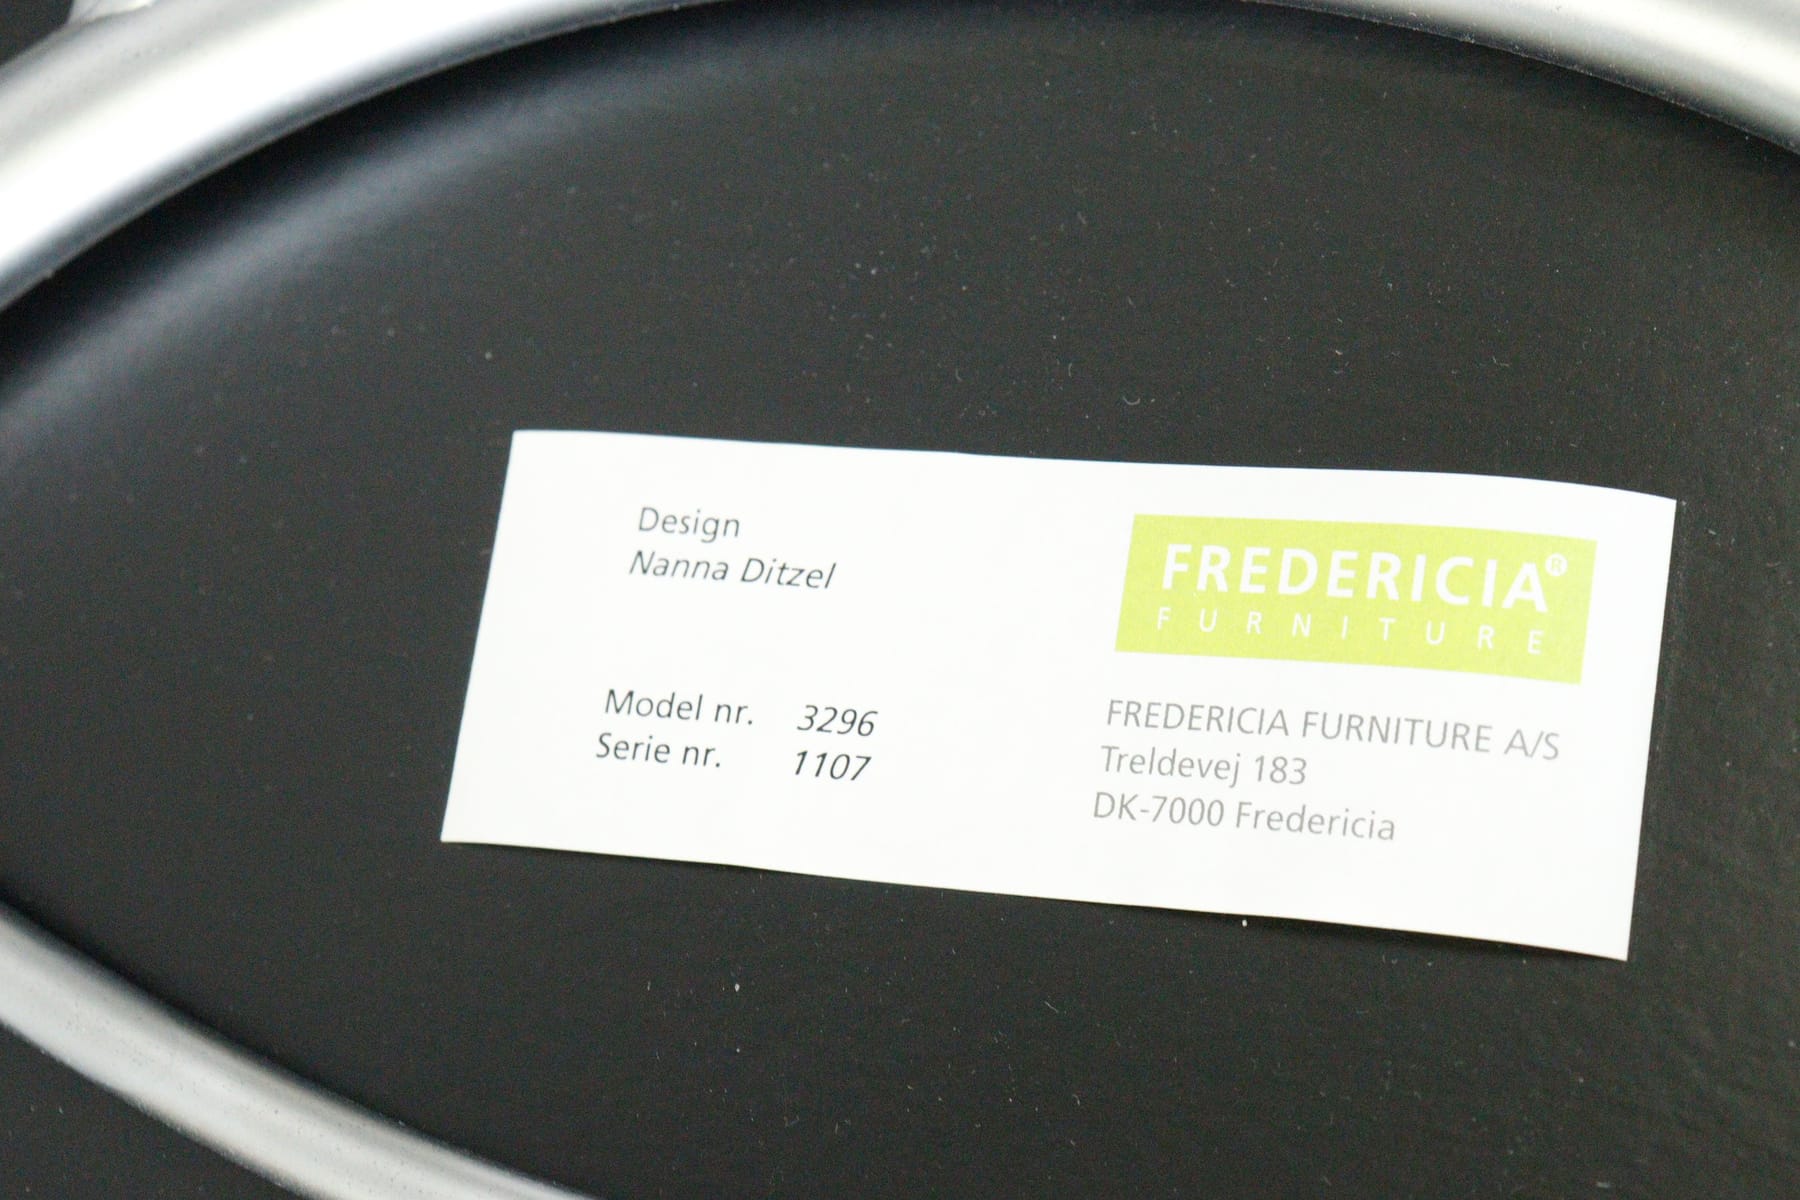 Design
Nanna Ditzel
Model nr. 3296
Serie nr. 1107
FREDERICIA®
FURNITURE
FREDERICIA FURNITURE A/S
Treldevej 183
DK-7000 Fredericia